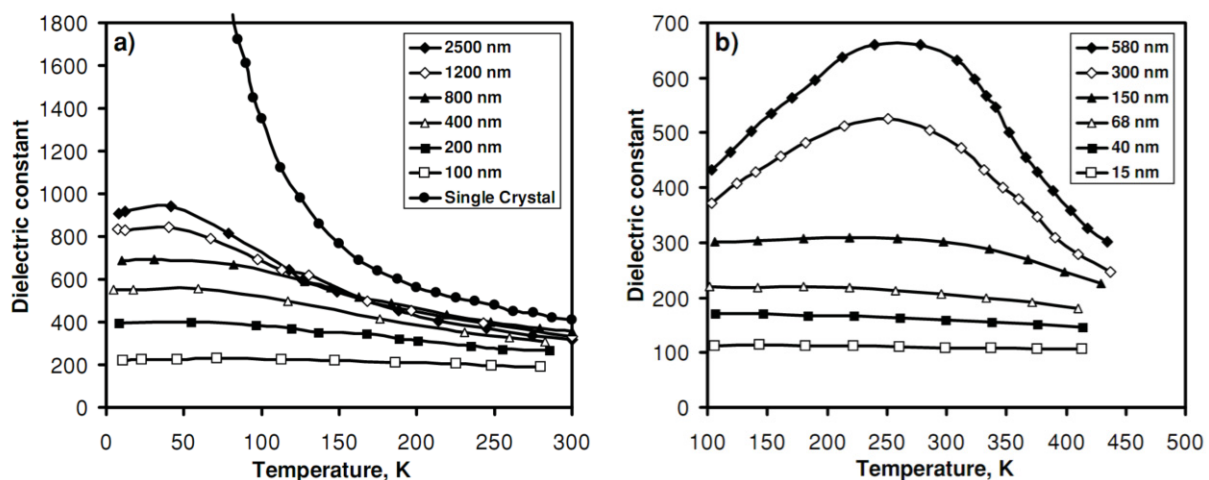 a)
Dielectric constant
1800
1600
1400
1200
1000
800
600
400
200
0
0 50 100 150 200 250 300
Temperature, K
2500 nm
1200 nm
800 nm
400 nm
200 nm
100 nm
Single Crystal
b)
Dielectric constant
700
600
500
400
300
200
100
0
100 150 200 250 300 350 400 450 500
Temperature, K
580 nm
300 nm
150 nm
68 nm
40 nm
15 nm